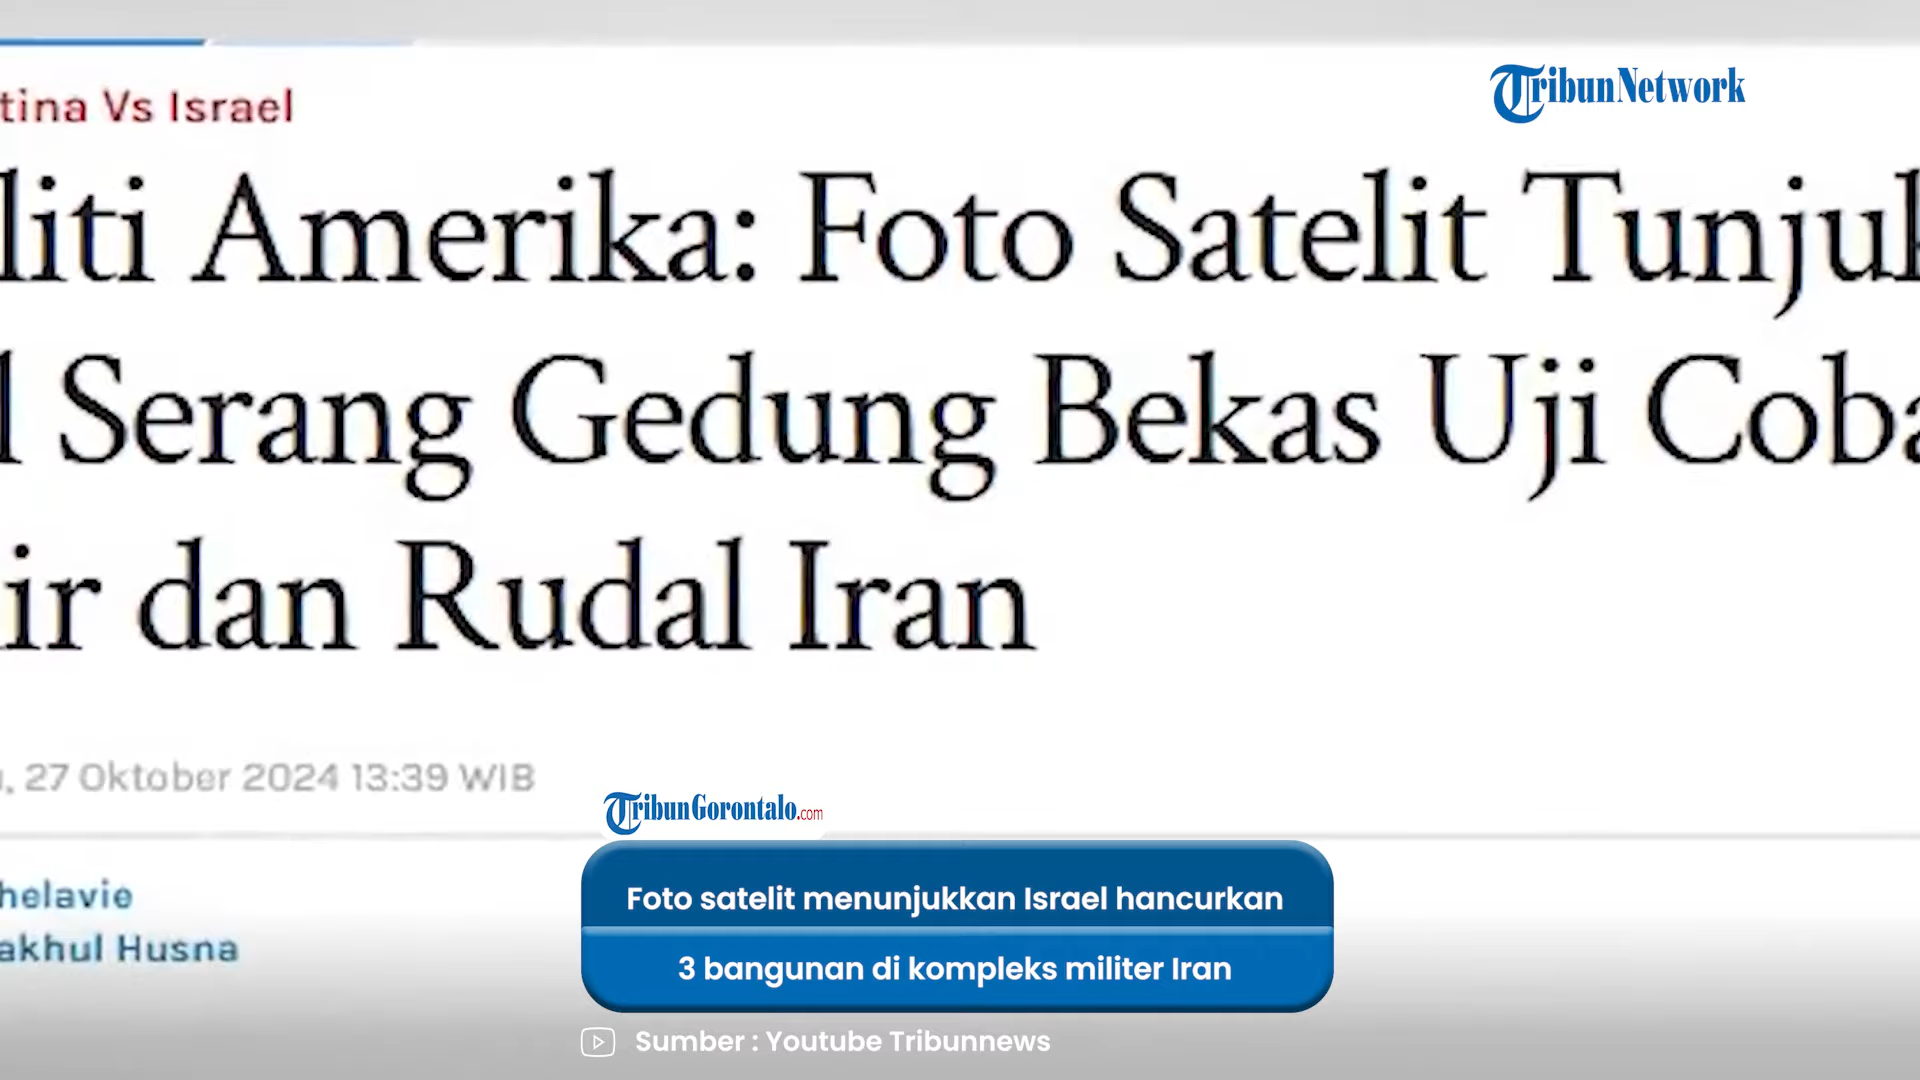 tina Vs Israel
TribunNetwork
liti Amerika: Foto Satelit Tunjuk
l Serang Gedung Bekas Uji Coba
ir dan Rudal Iran
, 27 Oktober 2024 13:39 WIB
TribunGorontalo.com
helavie
akhul Husna
Foto satelit menunjukkan Israel hancurkan
3 bangunan di kompleks militer Iran
Sumber : Youtube Tribunnews